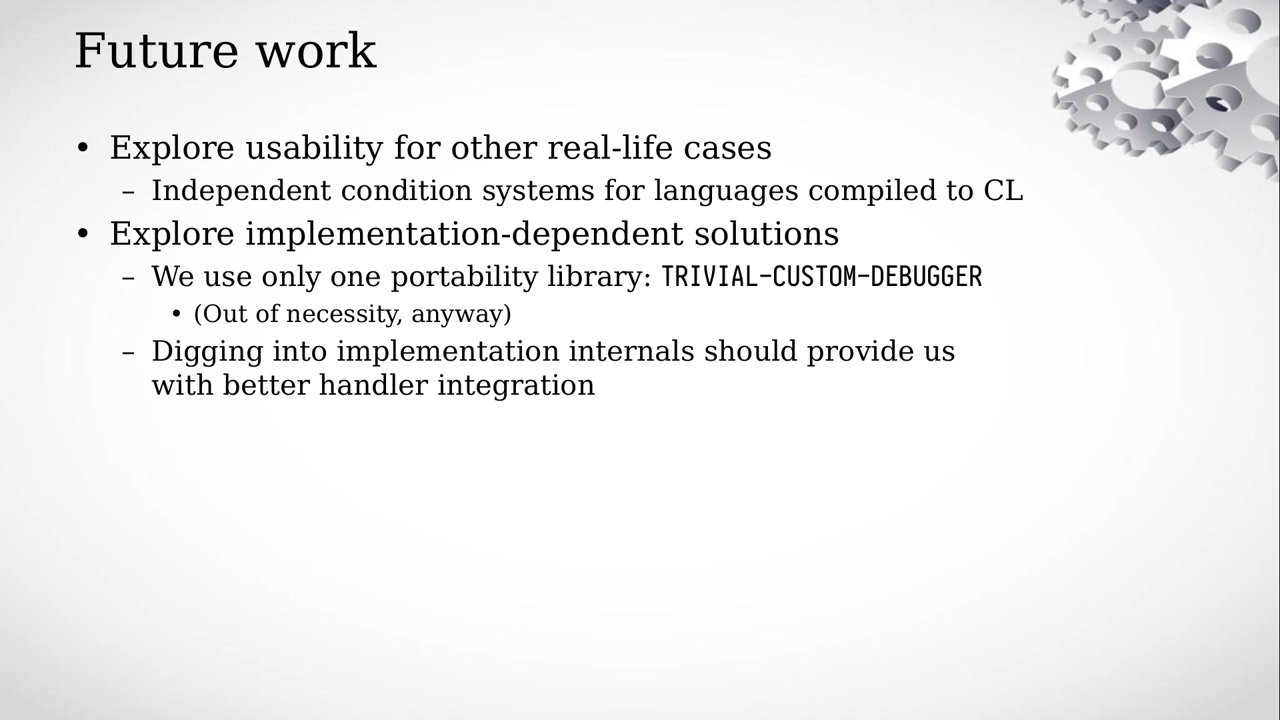 Future work
• Explore usability for other real-life cases
– Independent condition systems for languages compiled to CL
• Explore implementation-dependent solutions
– We use only one portability library: TRIVIAL-CUSTOM-DEBUGGER
• (Out of necessity, anyway)
– Digging into implementation internals should provide us
with better handler integration